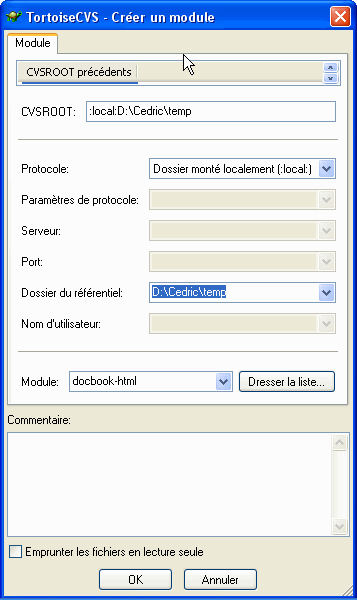 TortoiseCVS - Créer un module
Module
CVSROOT précédents
CVSROOT: :local:D:\Cedric\temp
Protocole: Dossier monté localement (:local:)
Paramètres de protocole:
Serveur:
Port:
Dossier du référentiel: D:\Cedric\temp
Nom d'utilisateur:
Module: docbook-html Dresser la liste...
Commentaire:
Emprunter les fichiers en lecture seule
OK Annuler